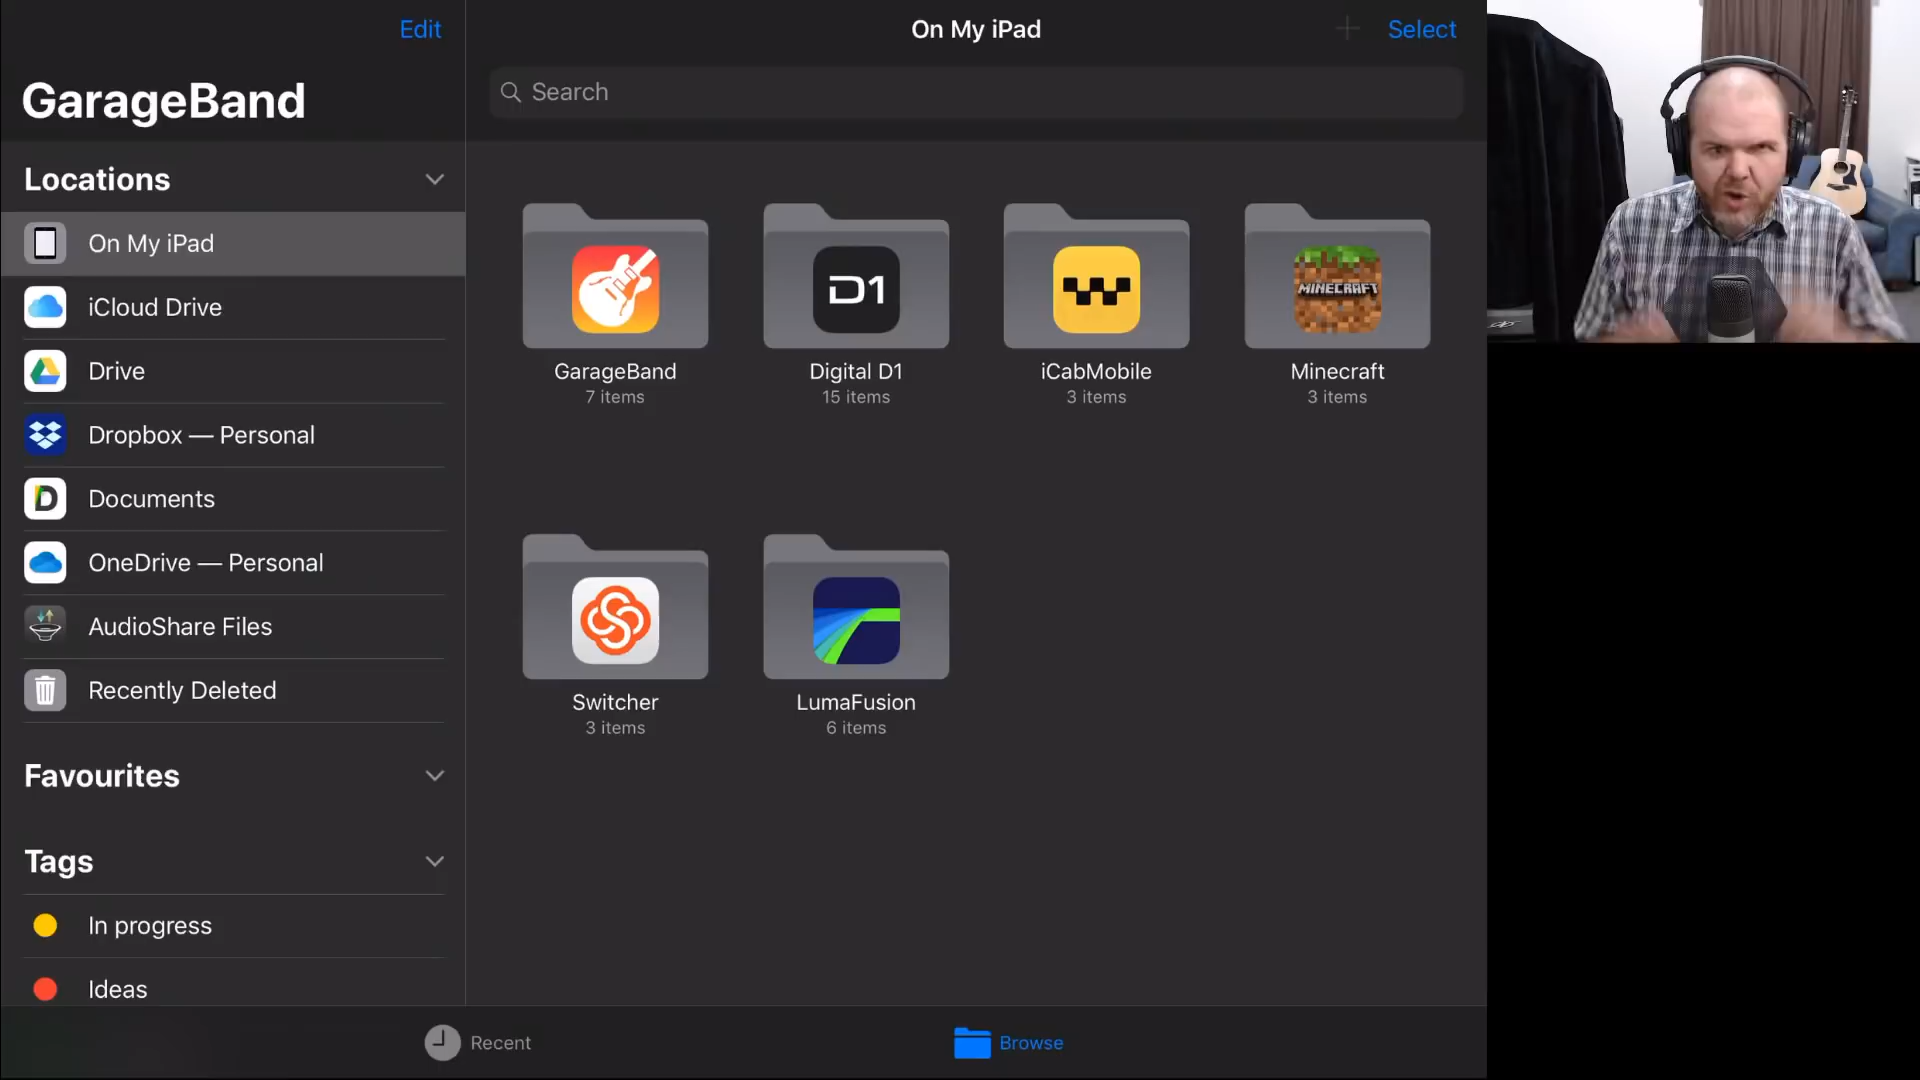 Edit
GarageBand
Locations
On My iPad
iCloud Drive
Drive
Dropbox — Personal
Documents
OneDrive — Personal
AudioShare Files
Recently Deleted
Favourites
Tags
In progress
Ideas
On My iPad
Select
Search
GarageBand
7 items
D1
Digital D1
15 items
iCabMobile
3 items
MINECRAFT
Minecraft
3 items
Switcher
3 items
LumaFusion
6 items
Recent
Browse